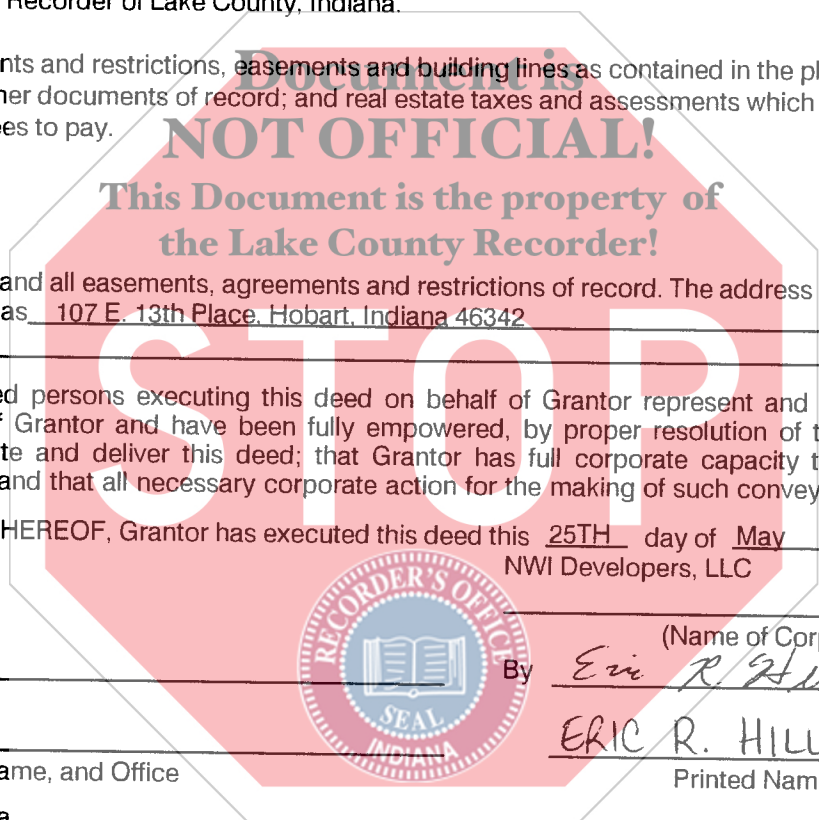 Recorder of Lake County, Indiana.
Document is
nts and restrictions, easements and building lines as contained in the pl
her documents of record; and real estate taxes and assessments which
es to pay.
NOT OFFICIAL!
This Document is the property of
the Lake County Recorder!
and all easements, agreements and restrictions of record. The address
as 107 E. 13th Place, Hobart, Indiana 46342
STOP
ed persons executing this deed on behalf of Grantor represent and
f Grantor and have been fully empowered, by proper resolution of t
te and deliver this deed; that Grantor has full corporate capacity t
and that all necessary corporate action for the making of such convey
HEREOF, Grantor has executed this deed this 25TH day of May
NWI Developers, LLC
RECORDER'S OFFICE
SEAL
INDIANA
(Name of Corp
By Eric R. Hil
ERIC R. HILL
ame, and Office
Printed Nam